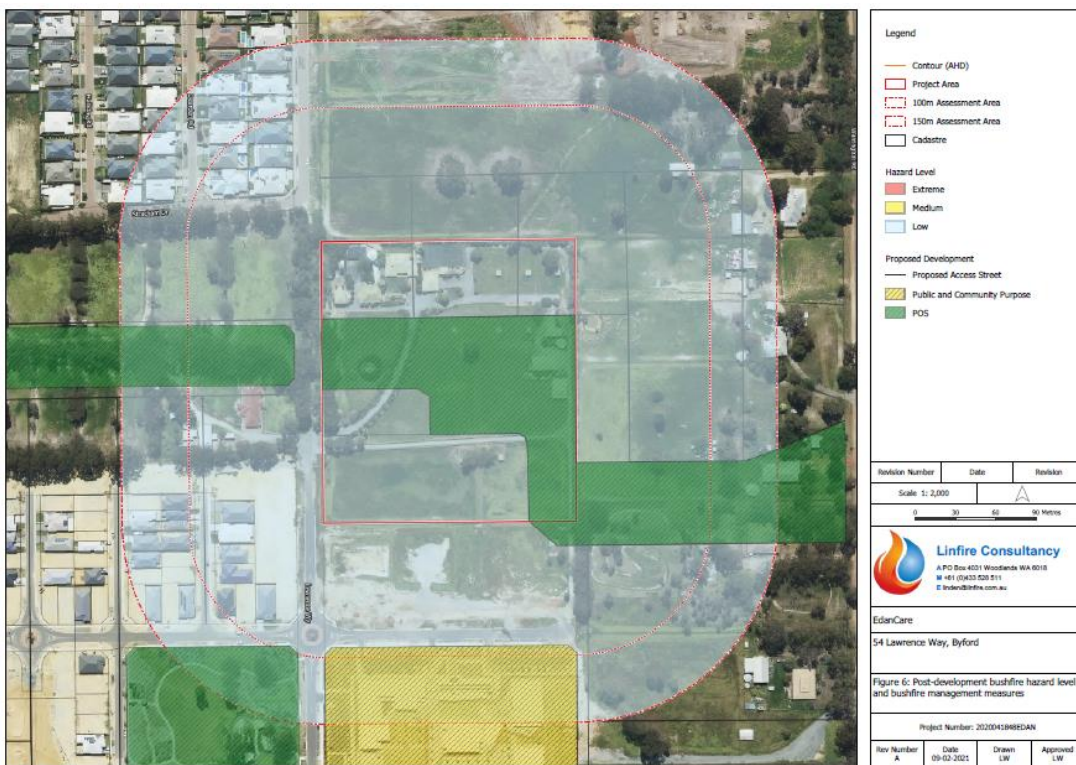 Legend
Contour (AHD)
Project Area
100m Assessment Area
150m Assessment Area
Cadastre
Hazard Level
Extreme
Medium
Low
Proposed Development
Proposed Access Street
Public and Community Purpose
POS
Revision Number Date Revision
Scale 1: 2,000
0 30 60 90 Metres
Linfire Consultancy
A PO Box 4031 Woodlands WA 6018
M +61 (0)433 528 511
E linden@linfire.com.au
EdanCare
54 Lawrence Way, Byford
Figure 6: Post-development bushfire hazard level
and bushfire management measures
Project Number: 2020041848EDAN
Rev Number Date Drawn Approved
A 09-02-2021 LW LW